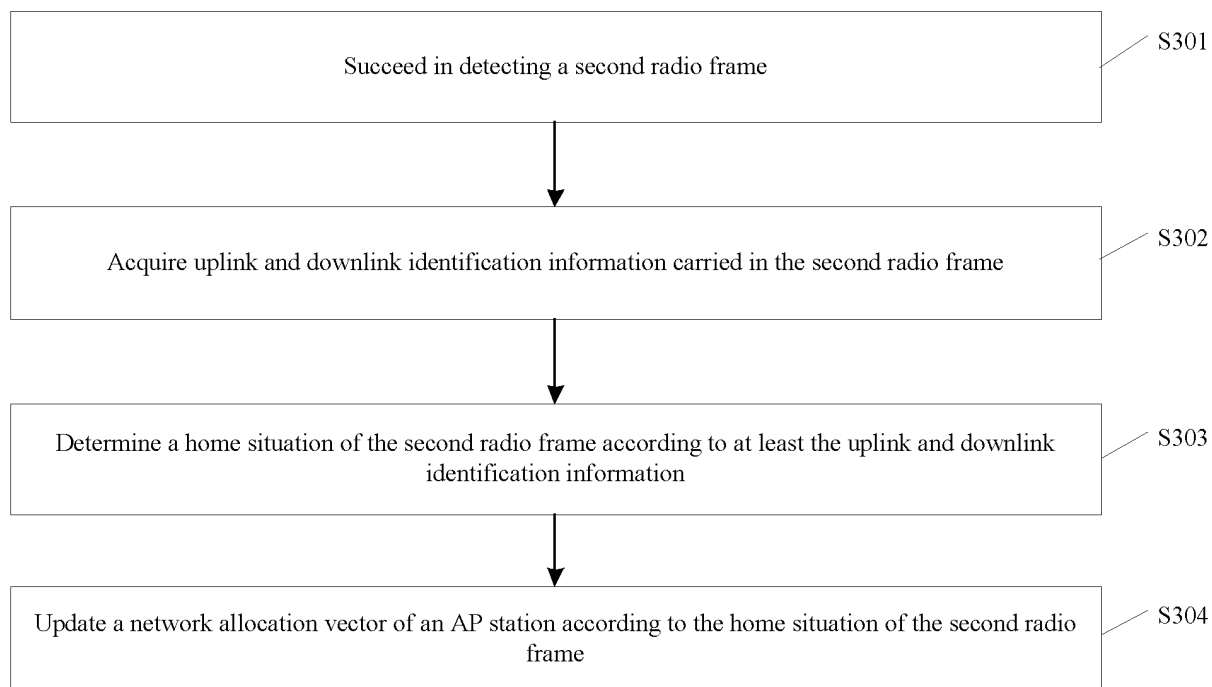 Succeed in detecting a second radio frame
S301
Acquire uplink and downlink identification information carried in the second radio frame
S302
Determine a home situation of the second radio frame according to at least the uplink and downlink
identification information
S303
Update a network allocation vector of an AP station according to the home situation of the second radio
frame
S304